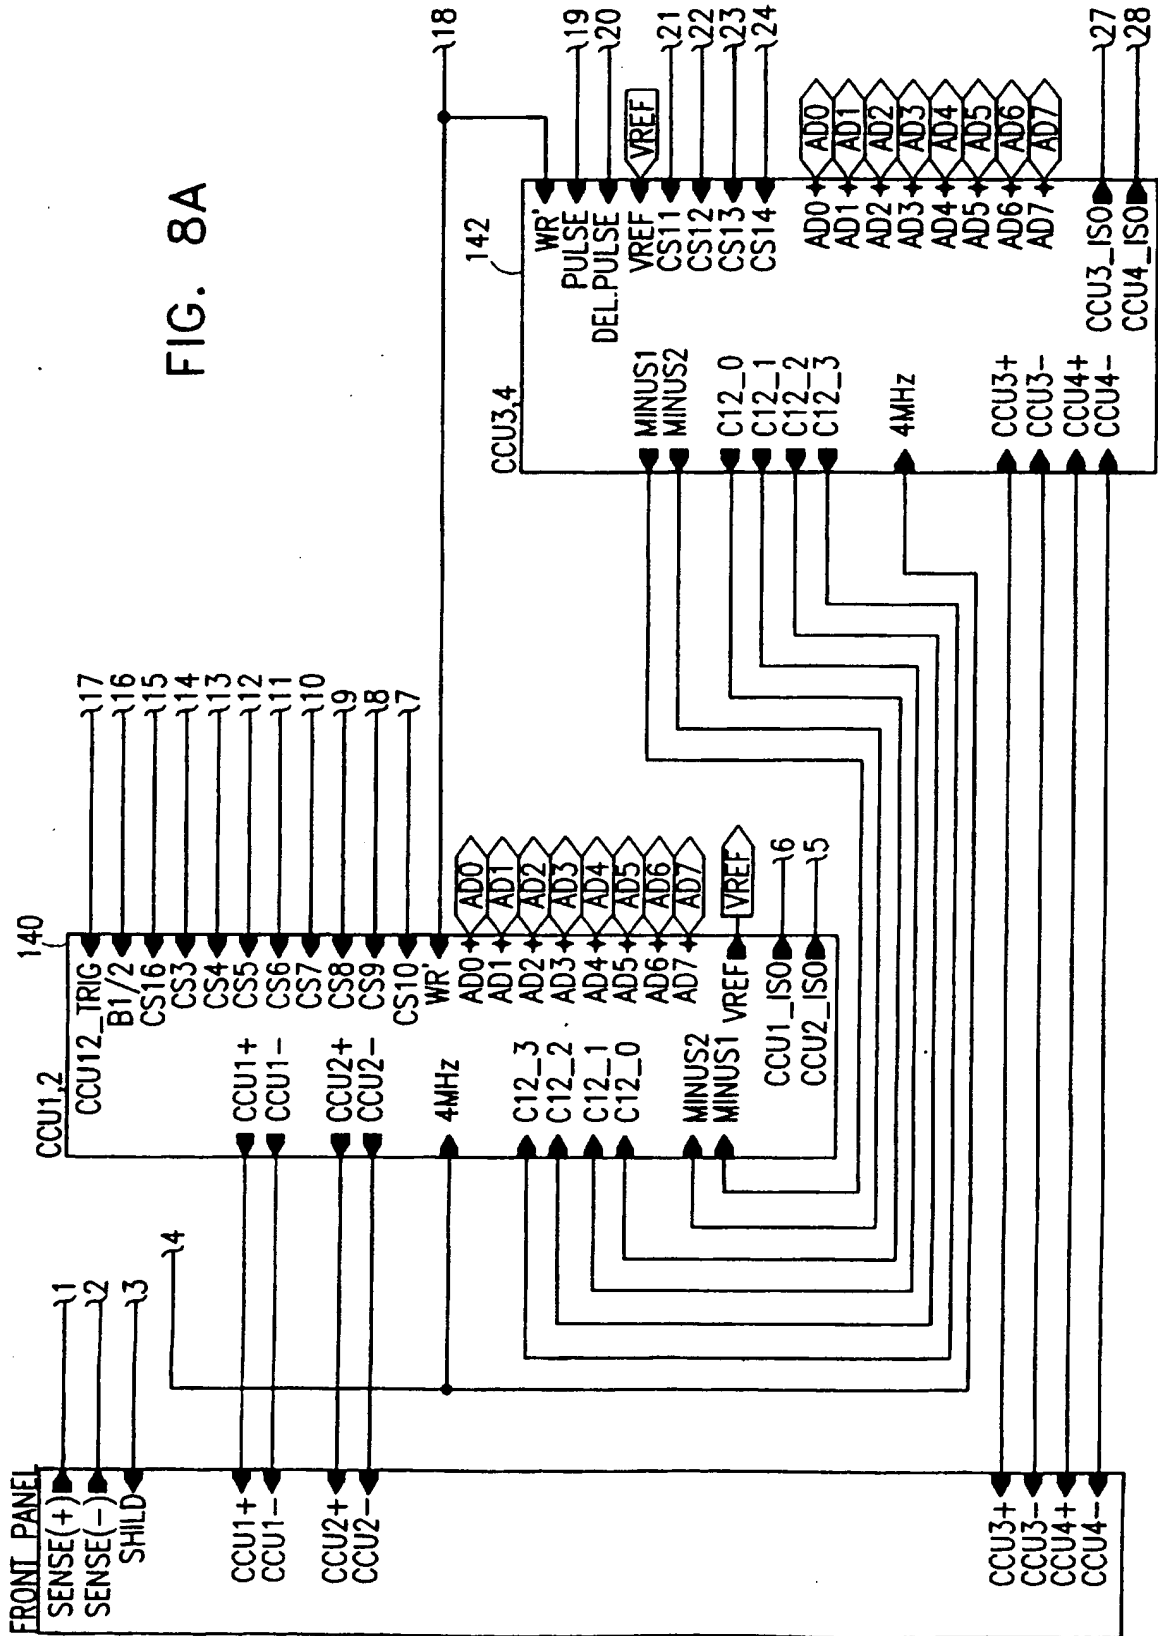 FIG. 8A
FRONT PANEL
SENSE(+)
SENSE(-)
SHILD
CCU1+
CCU1-
CCU2+
CCU2-
CCU3+
CCU3-
CCU4+
CCU4-
1
2
3
4
CCU1,2
140
CCU12_TRIG
B1/2
CS16
CS3
CS4
CS5
CS6
CS7
CS8
CS9
CS10
WR'
AD0
AD1
AD2
AD3
AD4
AD5
AD6
AD7
VREF
CCU1_ISO
CCU2_ISO
CCU1+
CCU1-
CCU2+
CCU2-
4MHz
C12_3
C12_2
C12_1
C12_0
MINUS2
MINUS1
17
16
15
14
13
12
11
10
9
8
7
AD0
AD1
AD2
AD3
AD4
AD5
AD6
AD7
VREF
6
5
CCU3,4
142
WR'
PULSE
DEL.PULSE
VREF
CS11
CS12
CS13
CS14
AD0
AD1
AD2
AD3
AD4
AD5
AD6
AD7
CCU3_ISO
CCU4_ISO
MINUS1
MINUS2
C12_0
C12_1
C12_2
C12_3
4MHz
CCU3+
CCU3-
CCU4+
CCU4-
18
19
20
VREF
21
22
23
24
AD0
AD1
AD2
AD3
AD4
AD5
AD6
AD7
27
28